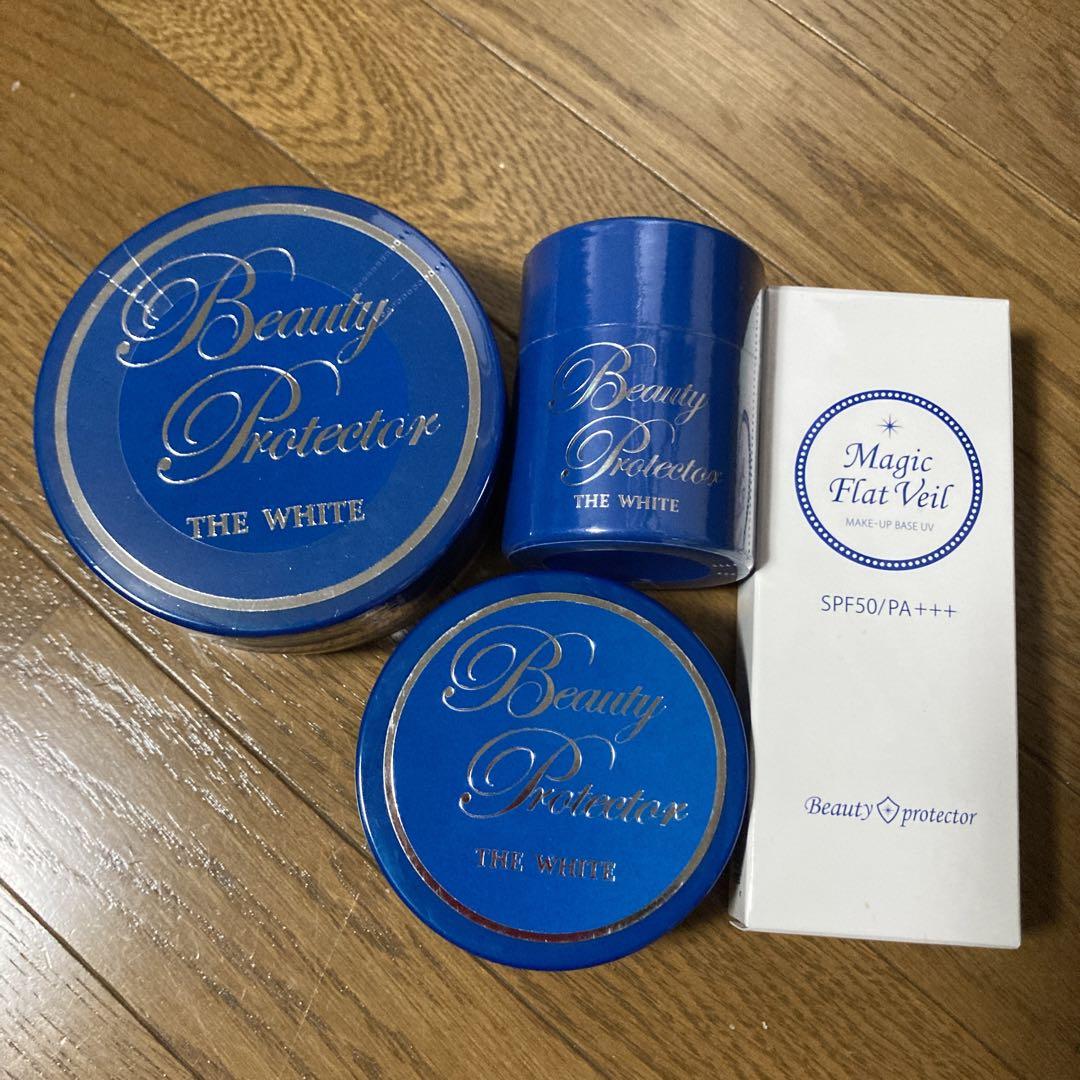 Beauty
Protector
THE WHITE
Beauty
Protector
THE WHITE
Magic
Flat Veil
MAKE-UP BASE UV
SPF50/PA+++
Beauty protector
Beauty
Protector
THE WHITE